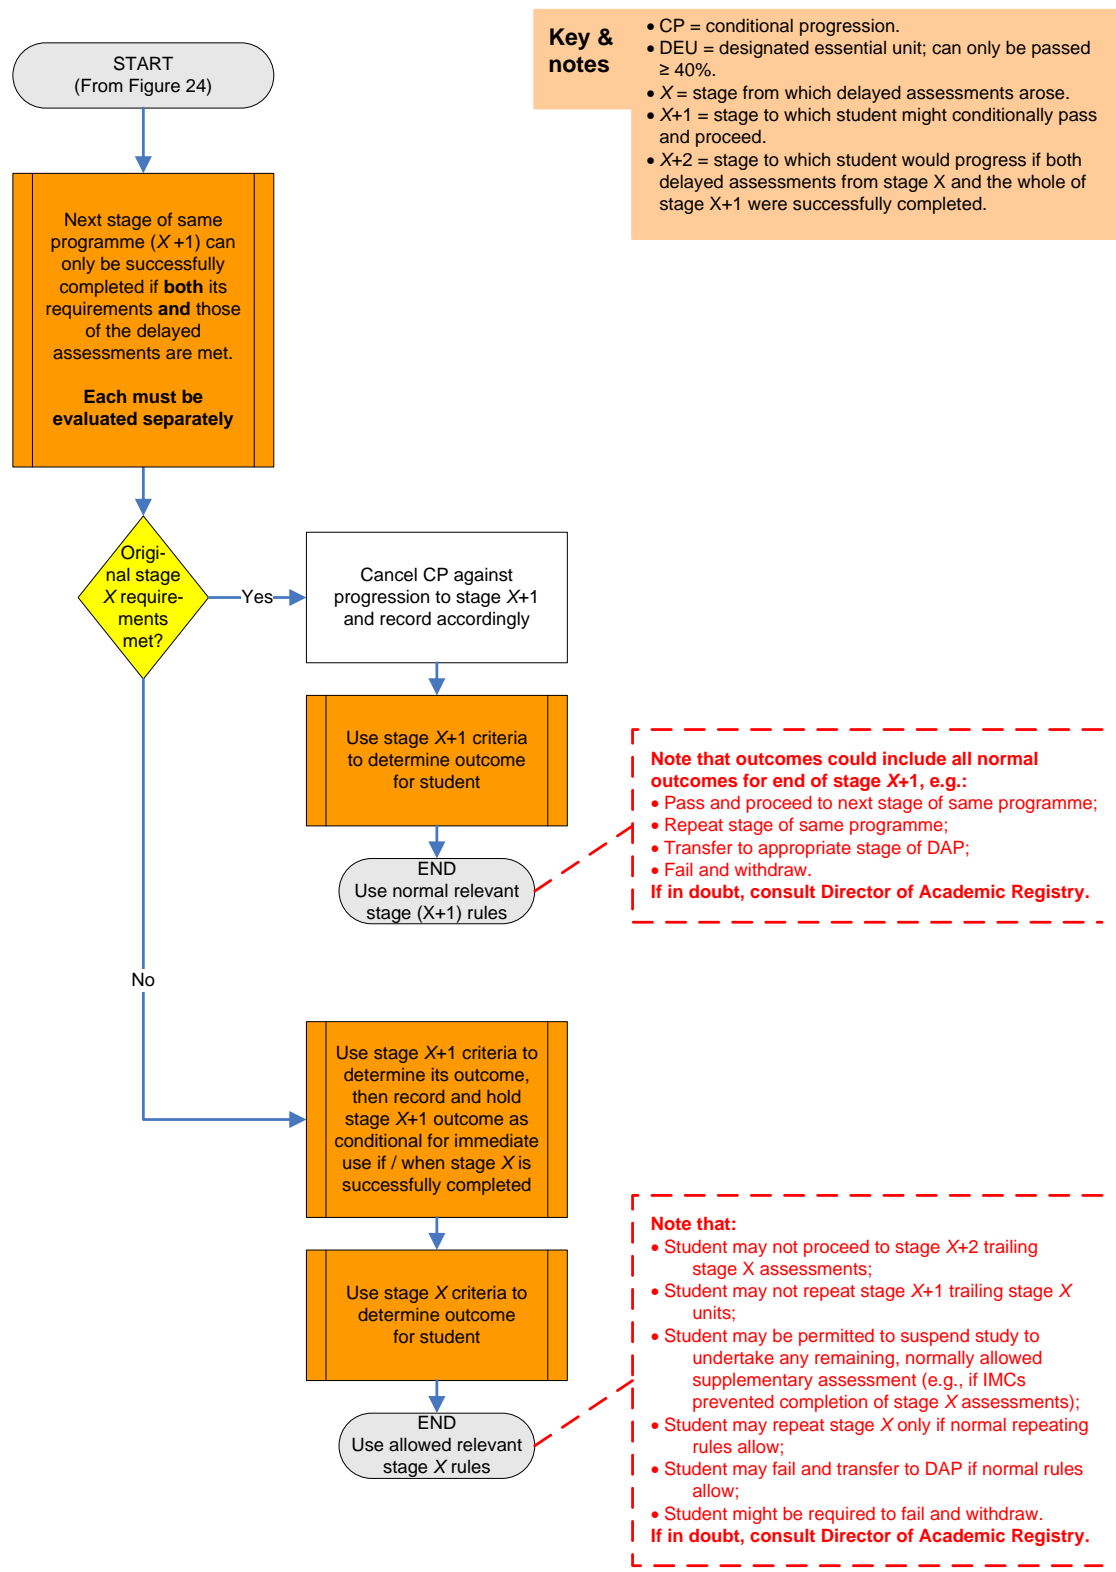 START
(From Figure 24)
Key &
notes
• CP = conditional progression.
• DEU = designated essential unit; can only be passed
≥ 40%.
• X = stage from which delayed assessments arose.
• X+1 = stage to which student might conditionally pass
and proceed.
• X+2 = stage to which student would progress if both
delayed assessments from stage X and the whole of
stage X+1 were successfully completed.
Next stage of same
programme (X +1) can
only be successfully
completed if both its
requirements and those
of the delayed
assessments are met.
Each must be
evaluated separately
Origi-
nal stage
X require-
ments
met?
Yes
Cancel CP against
progression to stage X+1
and record accordingly
Use stage X+1 criteria
to determine outcome
for student
END
Use normal relevant
stage (X+1) rules
Note that outcomes could include all normal
outcomes for end of stage X+1, e.g.:
• Pass and proceed to next stage of same programme;
• Repeat stage of same programme;
• Transfer to appropriate stage of DAP;
• Fail and withdraw.
If in doubt, consult Director of Academic Registry.
No
Use stage X+1 criteria to
determine its outcome,
then record and hold
stage X+1 outcome as
conditional for immediate
use if / when stage X is
successfully completed
Use stage X criteria to
determine outcome
for student
END
Use allowed relevant
stage X rules
Note that:
• Student may not proceed to stage X+2 trailing
stage X assessments;
• Student may not repeat stage X+1 trailing stage X
units;
• Student may be permitted to suspend study to
undertake any remaining, normally allowed
supplementary assessment (e.g., if IMCs
prevented completion of stage X assessments);
• Student may repeat stage X only if normal repeating
rules allow;
• Student may fail and transfer to DAP if normal rules
allow;
• Student might be required to fail and withdraw.
If in doubt, consult Director of Academic Registry.